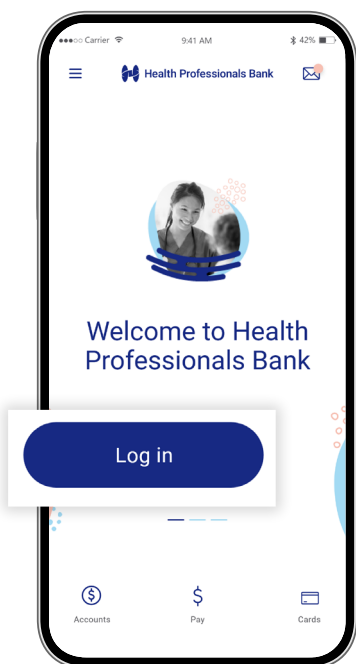 Carrier 9:41 AM 42%
Health Professionals Bank
Welcome to Health
Professionals Bank
Log in
Accounts Pay Cards